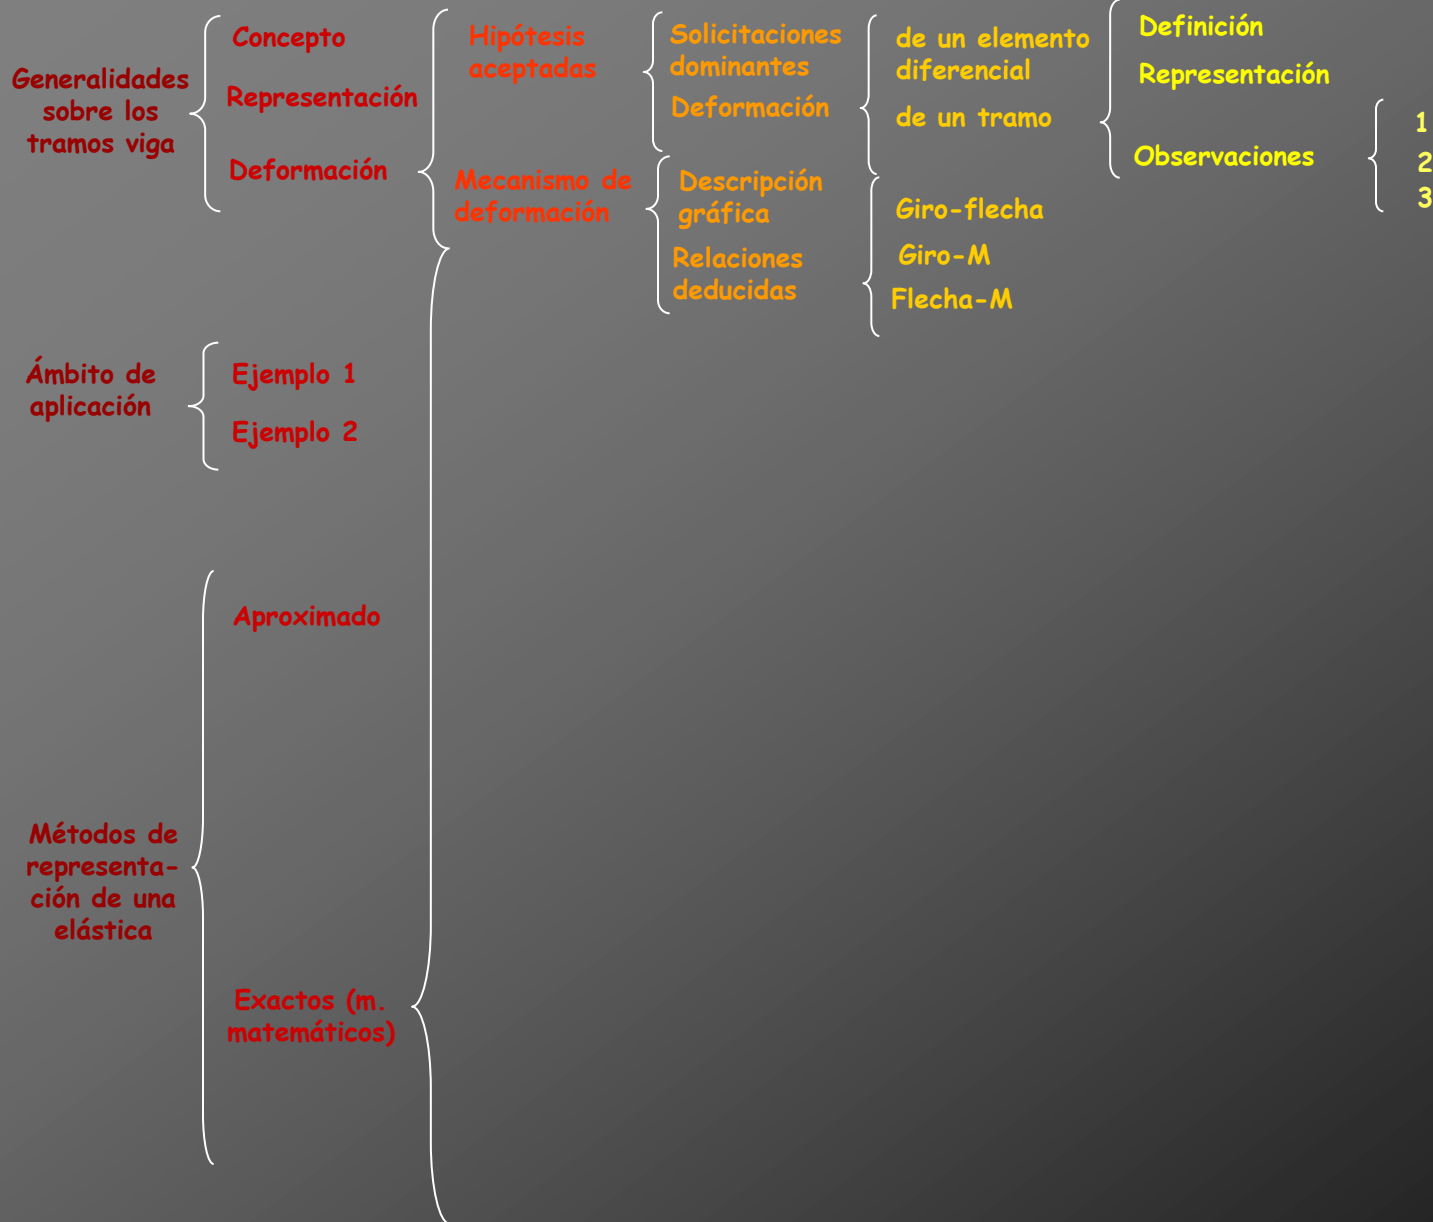 Generalidades
sobre los
tramos viga
Concepto
Representación
Deformación
Hipótesis
aceptadas
Solicitaciones
dominantes
Deformación
de un elemento
diferencial
de un tramo
Definición
Representación
Observaciones
1
2
3
Mecanismo de
deformación
Descripción
gráfica
Relaciones
deducidas
Giro-flecha
Giro-M
Flecha-M
Ámbito de
aplicación
Ejemplo 1
Ejemplo 2
Métodos de
representa-
ción de una
elástica
Aproximado
Exactos (m.
matemáticos)